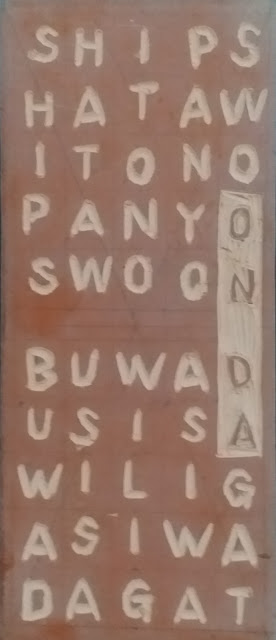 SHIPS
HATAW
ITONO
PANYO
SWOON
BUWAD
USISA
WILIG
ASIWA
DAGAT